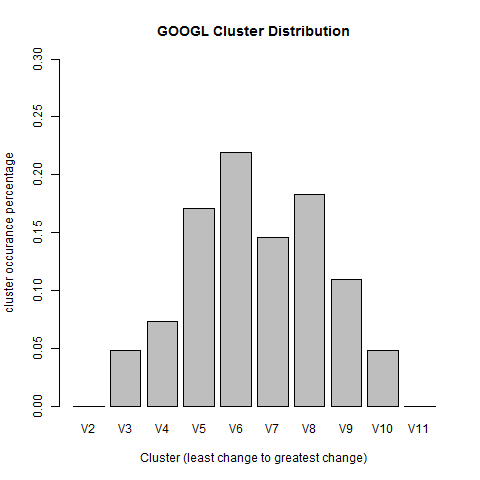 GOOGL Cluster Distribution
cluster occurance percentage
0.30
0.25
0.20
0.15
0.10
0.05
0.00
V2 V3 V4 V5 V6 V7 V8 V9 V10 V11
Cluster (least change to greatest change)